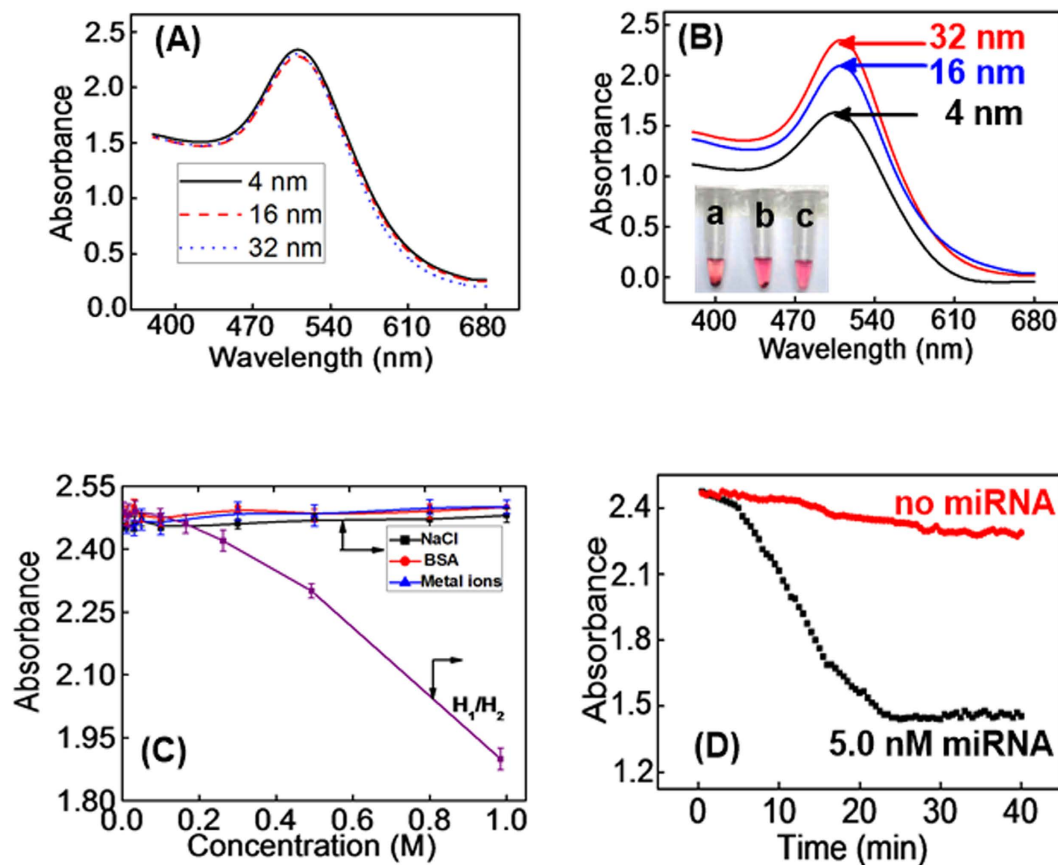 (A)
2.5
2.0
1.5
1.0
0.5
0.0
Absorbance
4 nm
16 nm
32 nm
400 470 540 610 680
Wavelength (nm)
(B)
2.5
2.0
1.5
1.0
0.5
0.0
Absorbance
32 nm
16 nm
4 nm
a b c
400 470 540 610 680
Wavelength (nm)
(C)
2.55
2.40
2.25
2.10
1.95
1.80
Absorbance
NaCl
BSA
Metal ions
H₁/H₂
0.0 0.2 0.4 0.6 0.8 1.0
Concentration (M)
(D)
2.4
2.1
1.8
1.5
1.2
Absorbance
no miRNA
5.0 nM miRNA
0 10 20 30 40
Time (min)